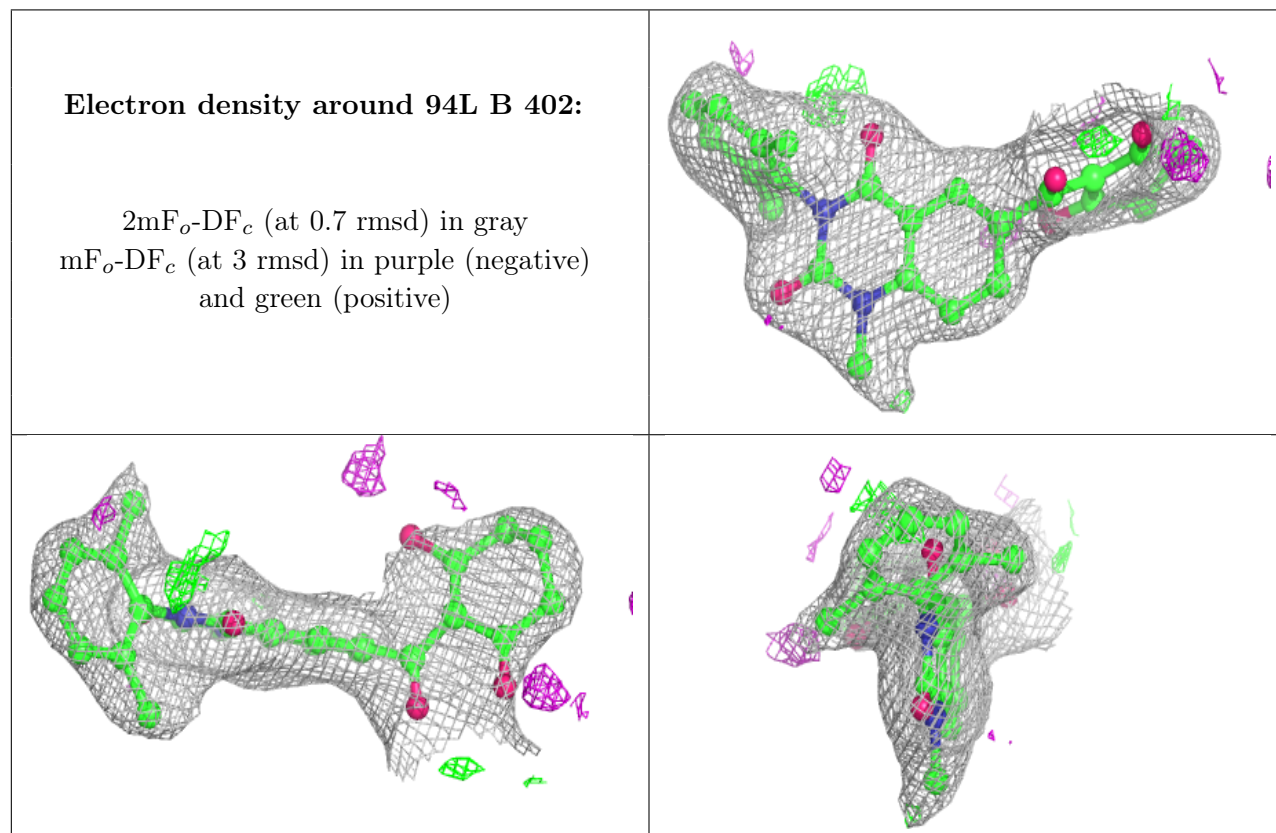 Electron density around 94L B 402:
2mFo-DFc (at 0.7 rmsd) in gray
mFo-DFc (at 3 rmsd) in purple (negative)
and green (positive)